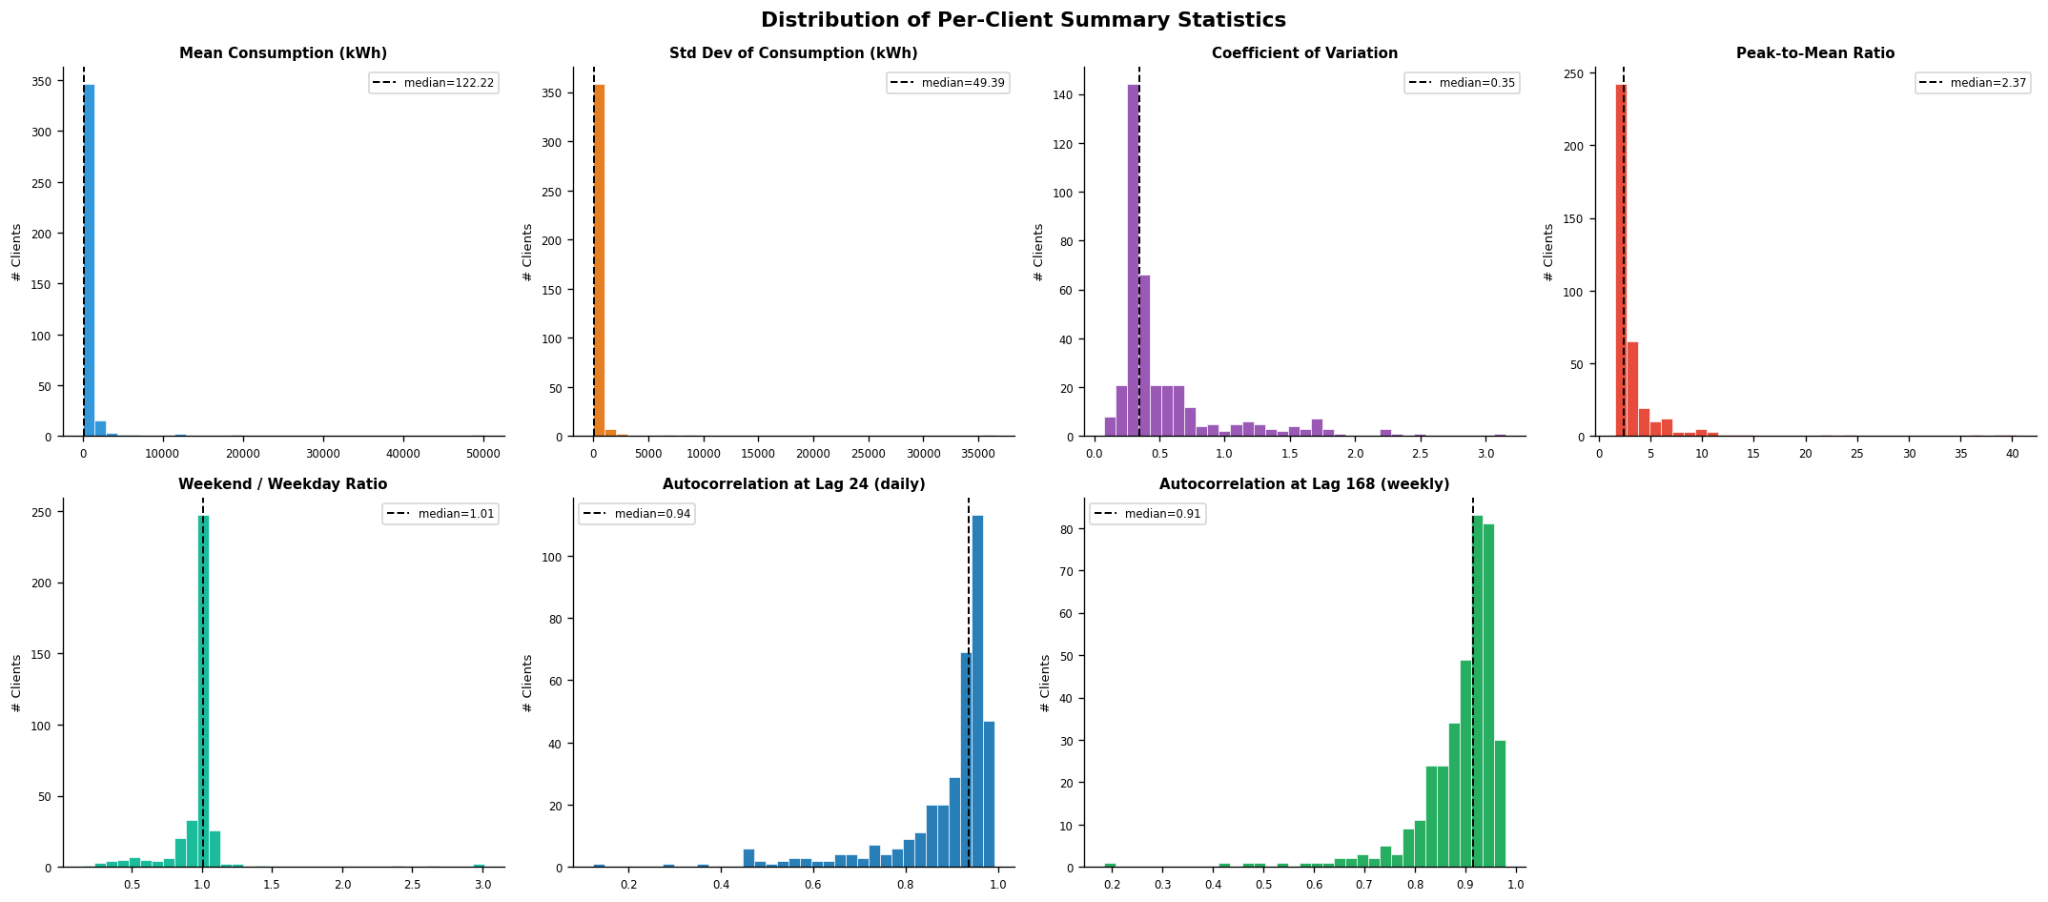 Distribution of Per-Client Summary Statistics
Mean Consumption (kWh)
median=122.22
# Clients
350
300
250
200
150
100
50
0
0 10000 20000 30000 40000 50000
Std Dev of Consumption (kWh)
median=49.39
# Clients
350
300
250
200
150
100
50
0
0 5000 10000 15000 20000 25000 30000 35000
Coefficient of Variation
median=0.35
# Clients
140
120
100
80
60
40
20
0
0.0 0.5 1.0 1.5 2.0 2.5 3.0
Peak-to-Mean Ratio
median=2.37
# Clients
250
200
150
100
50
0
0 5 10 15 20 25 30 35 40
Weekend / Weekday Ratio
median=1.01
# Clients
250
200
150
100
50
0
0.5 1.0 1.5 2.0 2.5 3.0
Autocorrelation at Lag 24 (daily)
median=0.94
# Clients
100
80
60
40
20
0
0.2 0.4 0.6 0.8 1.0
Autocorrelation at Lag 168 (weekly)
median=0.91
# Clients
80
70
60
50
40
30
20
10
0
0.2 0.3 0.4 0.5 0.6 0.7 0.8 0.9 1.0